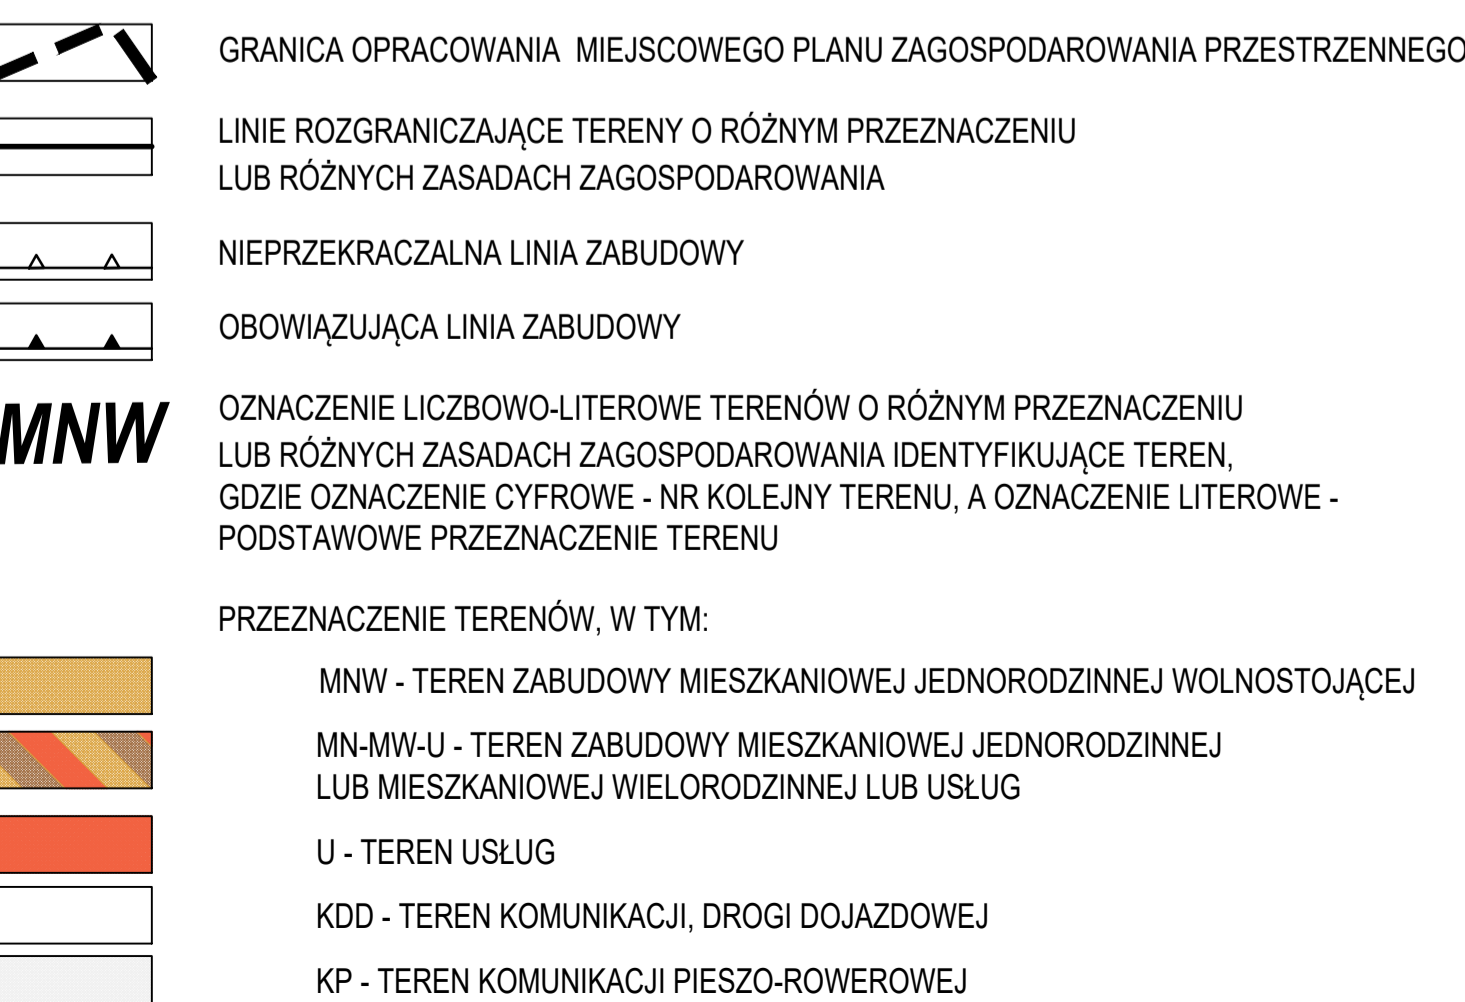 GRANICA OPRACOWANIA MIEJSCOWEGO PLANU ZAGOSPODAROWANIA PRZESTRZENNEGO
LINIE ROZGRANICZAJĄCE TERENY O RÓŻNYM PRZEZNACZENIU
LUB RÓŻNYCH ZASADACH ZAGOSPODAROWANIA
NIEPRZEKRACZALNA LINIA ZABUDOWY
OBOWIĄZUJĄCA LINIA ZABUDOWY
MNW
OZNACZENIE LICZBOWO-LITEROWE TERENÓW O RÓŻNYM PRZEZNACZENIU
LUB RÓŻNYCH ZASADACH ZAGOSPODAROWANIA IDENTYFIKUJĄCE TEREN,
GDZIE OZNACZENIE CYFROWE - NR KOLEJNY TERENU, A OZNACZENIE LITEROWE -
PODSTAWOWE PRZEZNACZENIE TERENU
PRZEZNACZENIE TERENÓW, W TYM:
MNW - TEREN ZABUDOWY MIESZKANIOWEJ JEDNORODZINNEJ WOLNOSTOJĄCEJ
MN-MW-U - TEREN ZABUDOWY MIESZKANIOWEJ JEDNORODZINNEJ
LUB MIESZKANIOWEJ WIELORODZINNEJ LUB USŁUG
U - TEREN USŁUG
KDD - TEREN KOMUNIKACJI, DROGI DOJAZDOWEJ
KP - TEREN KOMUNIKACJI PIESZO-ROWEROWEJ